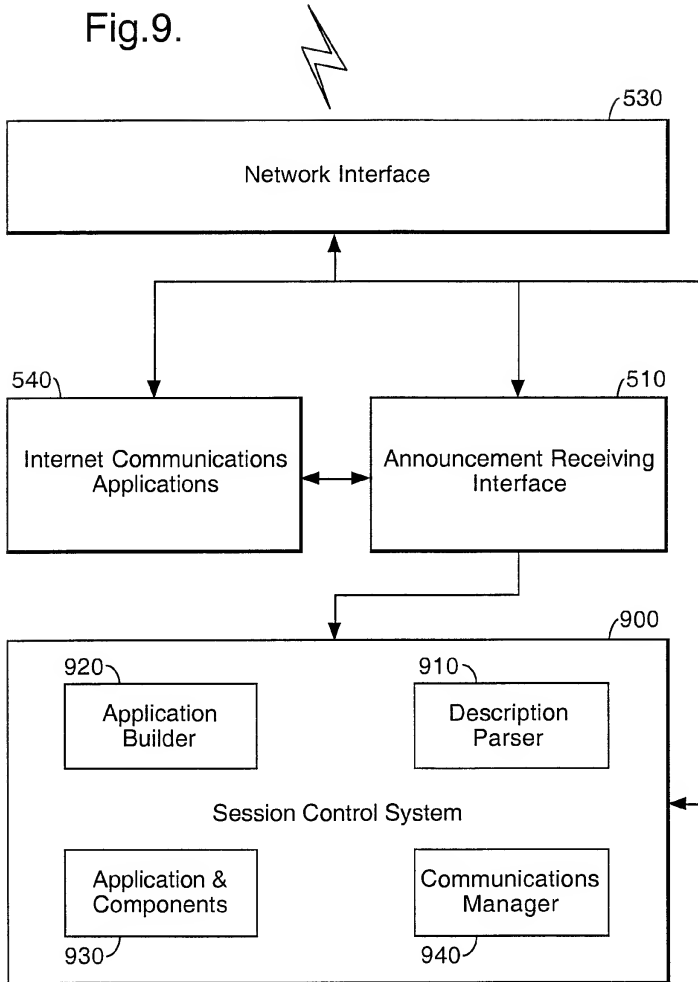 Fig.9.
530
Network Interface
540
510
Internet Communications
Applications
Announcement Receiving
Interface
900
920
910
Application
Builder
Description
Parser
Session Control System
Application &
Components
Communications
Manager
930
940